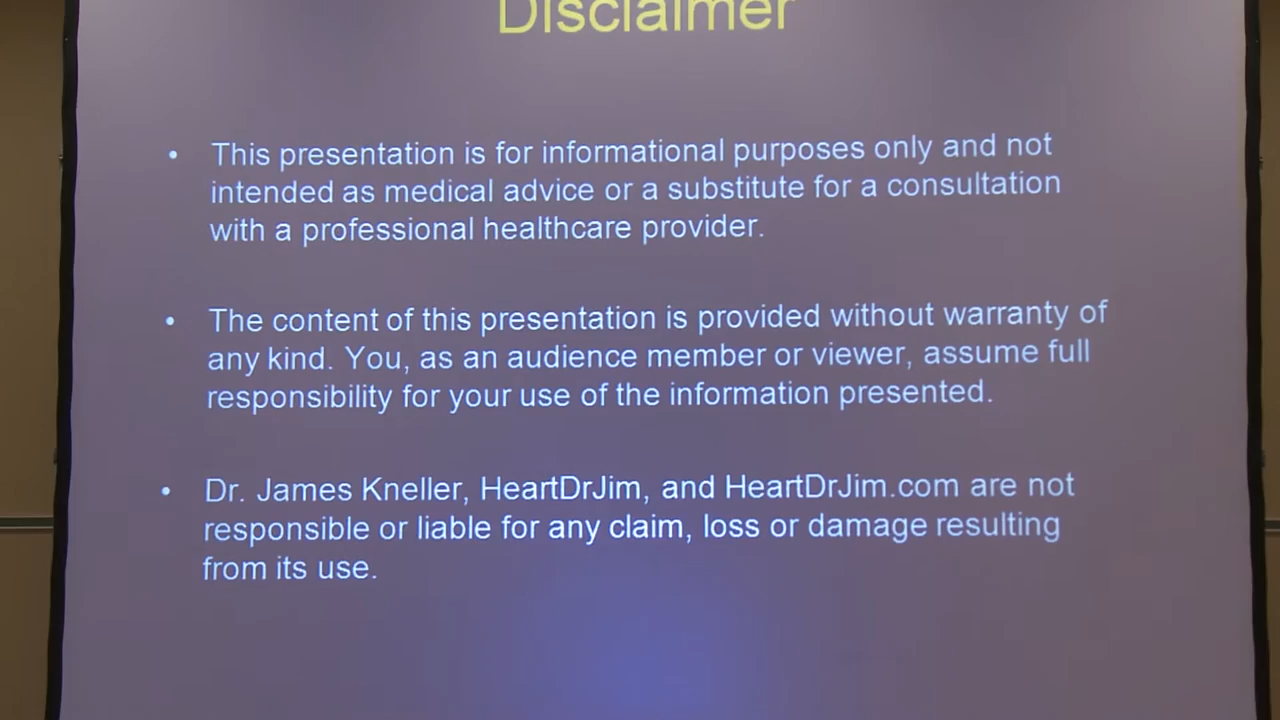 Disclaimer
• This presentation is for informational purposes only and not
intended as medical advice or a substitute for a consultation
with a professional healthcare provider.
• The content of this presentation is provided without warranty of
any kind. You, as an audience member or viewer, assume full
responsibility for your use of the information presented.
• Dr. James Kneller, HeartDrJim, and HeartDrJim.com are not
responsible or liable for any claim, loss or damage resulting
from its use.